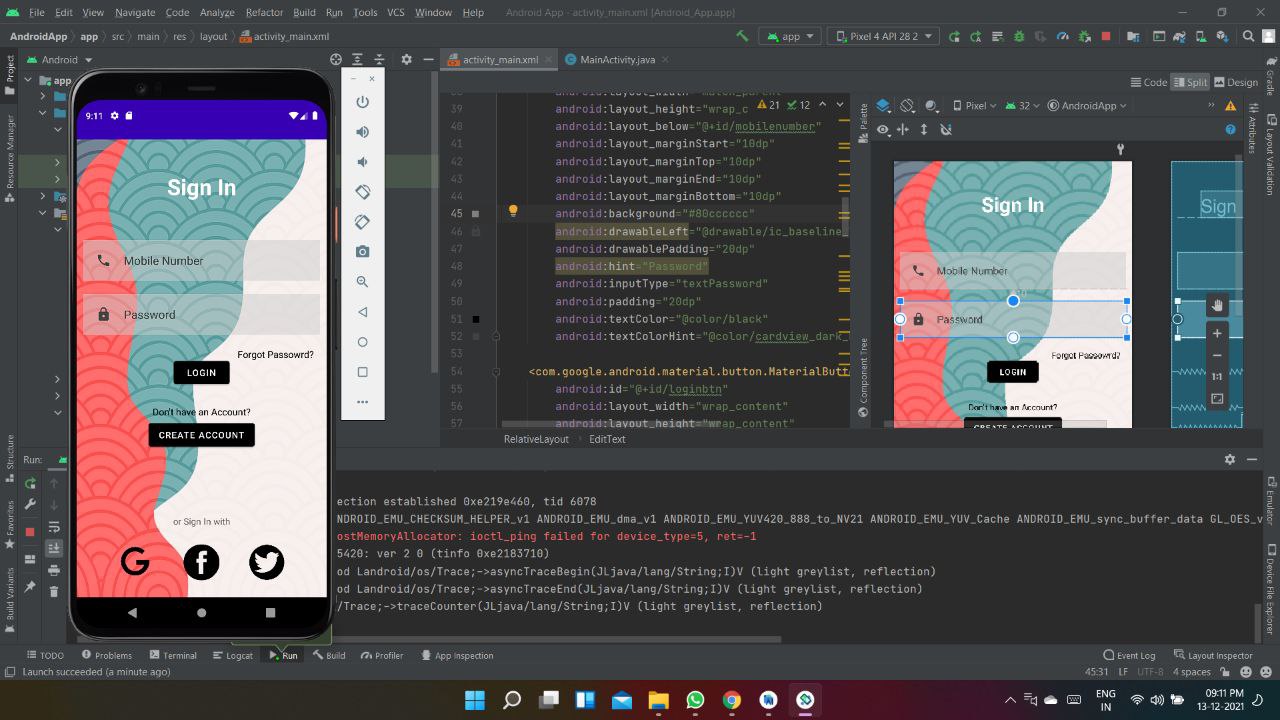 File Edit View Navigate Code Analyze Refactor Build Run Tools VCS Window Help Android App - activity_main.xml [Android_App.app]
AndroidApp app src main res layout activity_main.xml app Pixel 4 API 28 2
Android
activity_main.xml MainActivity.java
Code Split Design
Project
Resource Manager
Structure
Favorites
Build Variants
app
9:11
Sign In
Mobile Number
Password
Forgot Passowrd?
LOGIN
Don't have an Account?
CREATE ACCOUNT
or Sign In with
39 android:layout_height="wrap_c
21 12
40 android:layout_below="@+id/mobilenumber"
41 android:layout_marginStart="10dp"
42 android:layout_marginTop="10dp"
43 android:layout_marginEnd="10dp"
44 android:layout_marginBottom="10dp"
45 android:background="#80cccccc"
46 android:drawableLeft="@drawable/ic_baseline_
47 android:drawablePadding="20dp"
48 android:hint="Password"
49 android:inputType="textPassword"
50 android:padding="20dp"
51 android:textColor="@color/black"
52 android:textColorHint="@color/cardview_dark_
53
54 <com.google.android.material.button.MaterialButt
55 android:id="@+id/loginbtn"
56 android:layout_width="wrap_content"
57 android:layout_height="wrap_content"
RelativeLayout EditText
Palette
Component Tree
Pixel 32 AndroidApp
Sign In
Mobile Number
Password
Forgot Passowrd?
LOGIN
Don't have an Account?
CREATE ACCOUNT
Sign
1:1
Gradle
Attributes
Layout Validation
Emulator
Device File Explorer
Run:
ection established 0xe219e460, tid 6078
NDROID_EMU_CHECKSUM_HELPER_v1 ANDROID_EMU_dma_v1 ANDROID_EMU_YUV420_888_to_NV21 ANDROID_EMU_YUV_Cache ANDROID_EMU_sync_buffer_data GL_OES_v
ostMemoryAllocator: ioctl_ping failed for device_type=5, ret=-1
5420: ver 2 0 (tinfo 0xe2183710)
od Landroid/os/Trace;->asyncTraceBegin(JLjava/lang/String;I)V (light greylist, reflection)
od Landroid/os/Trace;->asyncTraceEnd(JLjava/lang/String;I)V (light greylist, reflection)
/Trace;->traceCounter(JLjava/lang/String;I)V (light greylist, reflection)
TODO Problems Terminal Logcat Run Build Profiler App Inspection Event Log Layout Inspector
Launch succeeded (a minute ago) 45:31 LF UTF-8 4 spaces
ENG
IN
09:11 PM
13-12-2021